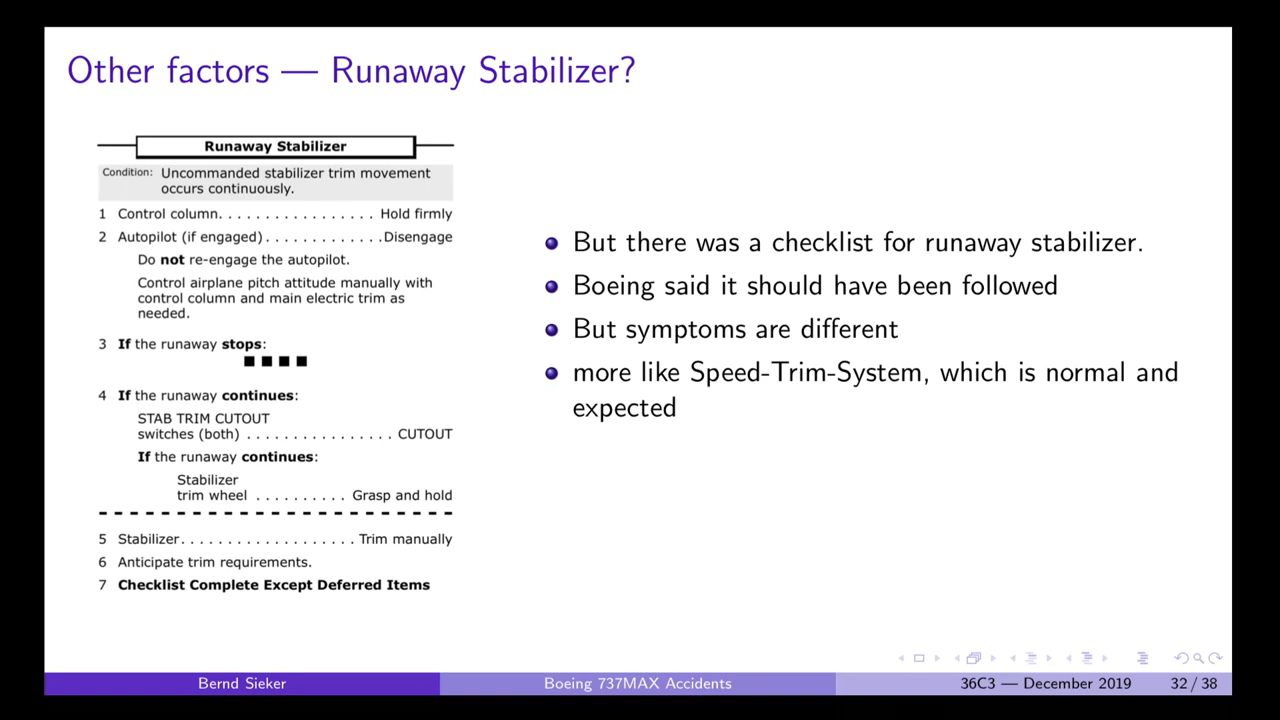 Other factors — Runaway Stabilizer?
Runaway Stabilizer
Condition: Uncommanded stabilizer trim movement
occurs continuously.
1 Control column. . . . . . . . . . . . . . . . . Hold firmly
2 Autopilot (if engaged) . . . . . . . . . . . . . Disengage
Do not re-engage the autopilot.
Control airplane pitch attitude manually with
control column and main electric trim as
needed.
3 If the runaway stops:
■ ■ ■ ■
4 If the runaway continues:
STAB TRIM CUTOUT
switches (both) . . . . . . . . . . . . . . . . CUTOUT
If the runaway continues:
Stabilizer
trim wheel . . . . . . . . . . Grasp and hold
5 Stabilizer. . . . . . . . . . . . . . . . . . . Trim manually
6 Anticipate trim requirements.
7 Checklist Complete Except Deferred Items
But there was a checklist for runaway stabilizer.
Boeing said it should have been followed
But symptoms are different
more like Speed-Trim-System, which is normal and
expected
Bernd Sieker
Boeing 737MAX Accidents
36C3 — December 2019
32 / 38